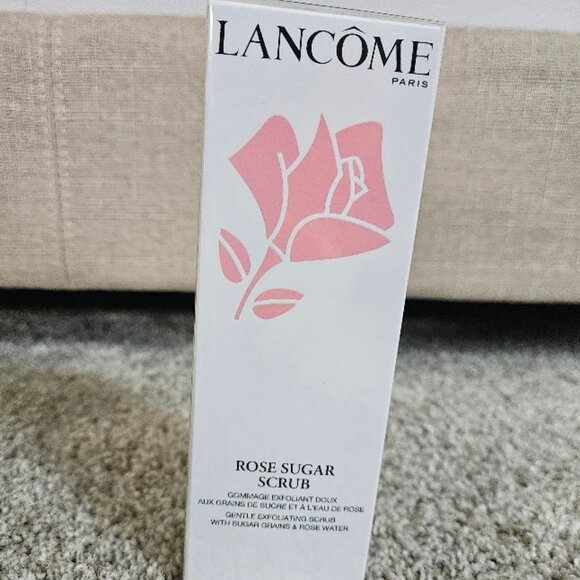 LANCÔME
PARIS
ROSE SUGAR
SCRUB
GOMMAGE EXFOLIANT DOUX
AUX GRAINS DE SUCRE ET À L'EAU DE ROSE
GENTLE EXFOLIATING SCRUB
WITH SUGAR GRAINS & ROSE WATER